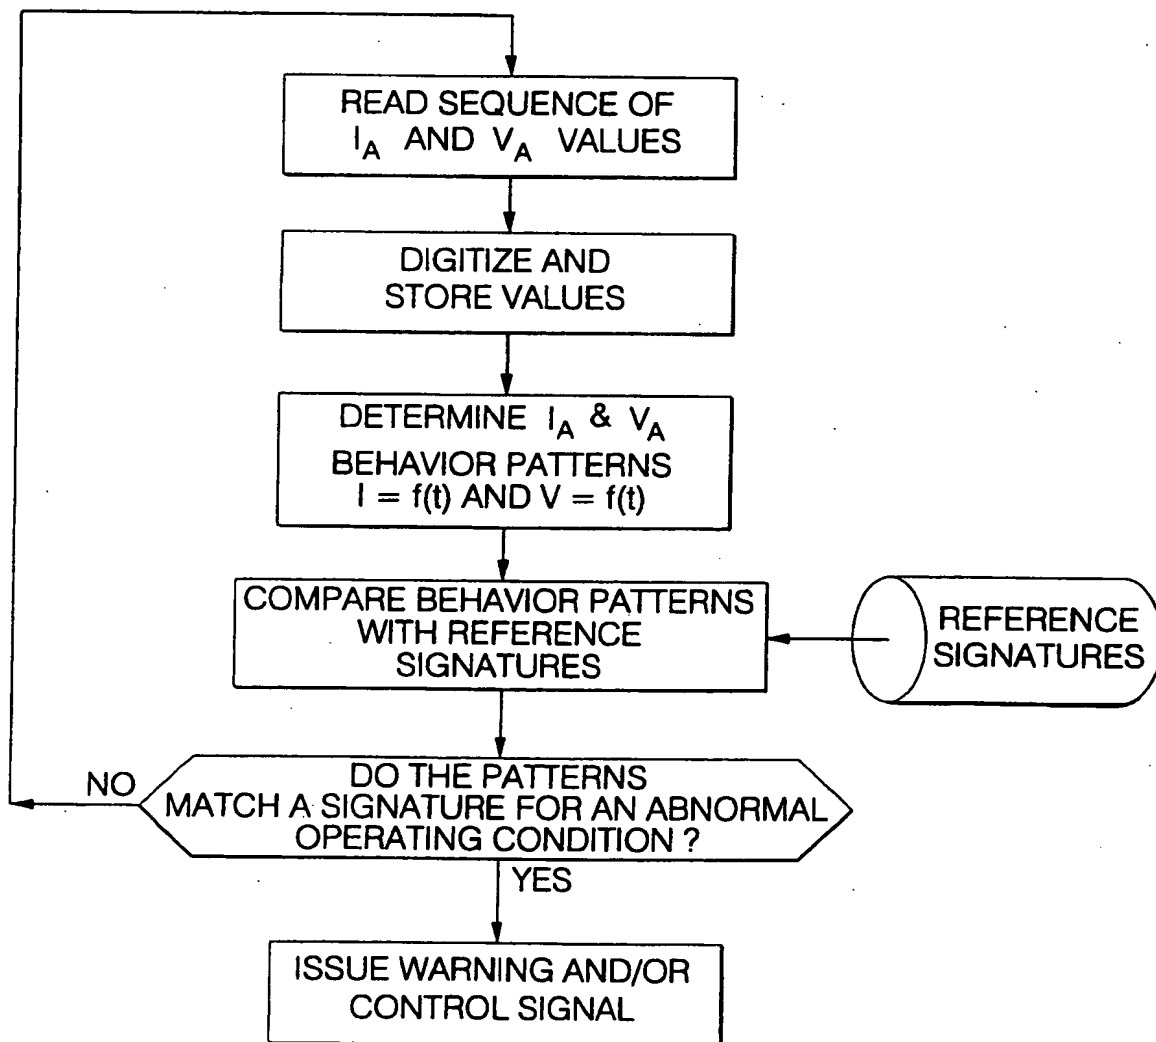 READ SEQUENCE OF
I_A AND V_A VALUES
DIGITIZE AND
STORE VALUES
DETERMINE I_A & V_A
BEHAVIOR PATTERNS
I = f(t) AND V = f(t)
COMPARE BEHAVIOR PATTERNS
WITH REFERENCE
SIGNATURES
REFERENCE
SIGNATURES
NO
DO THE PATTERNS
MATCH A SIGNATURE FOR AN ABNORMAL
OPERATING CONDITION ?
YES
ISSUE WARNING AND/OR
CONTROL SIGNAL